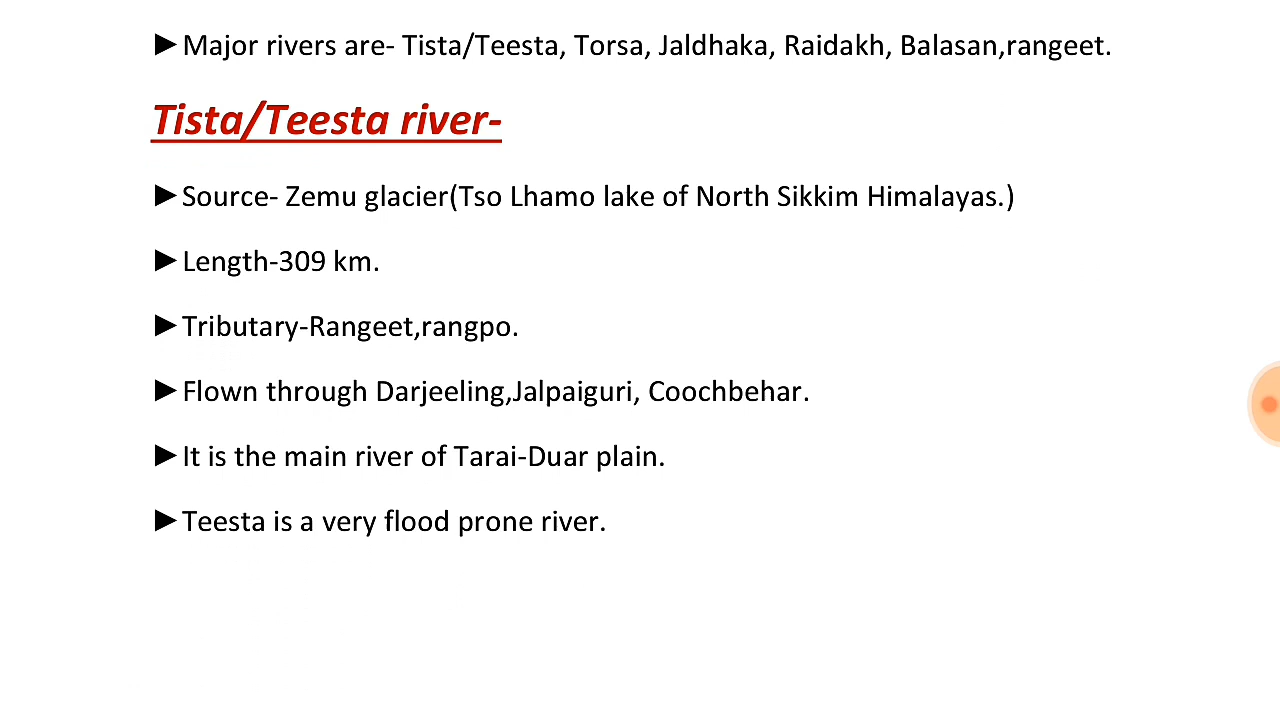 ►Major rivers are- Tista/Teesta, Torsa, Jaldhaka, Raidakh, Balasan,rangeet.
Tista/Teesta river-
►Source- Zemu glacier(Tso Lhamo lake of North Sikkim Himalayas.)
►Length-309 km.
►Tributary-Rangeet,rangpo.
►Flown through Darjeeling,Jalpaiguri, Coochbehar.
►It is the main river of Tarai-Duar plain.
►Teesta is a very flood prone river.